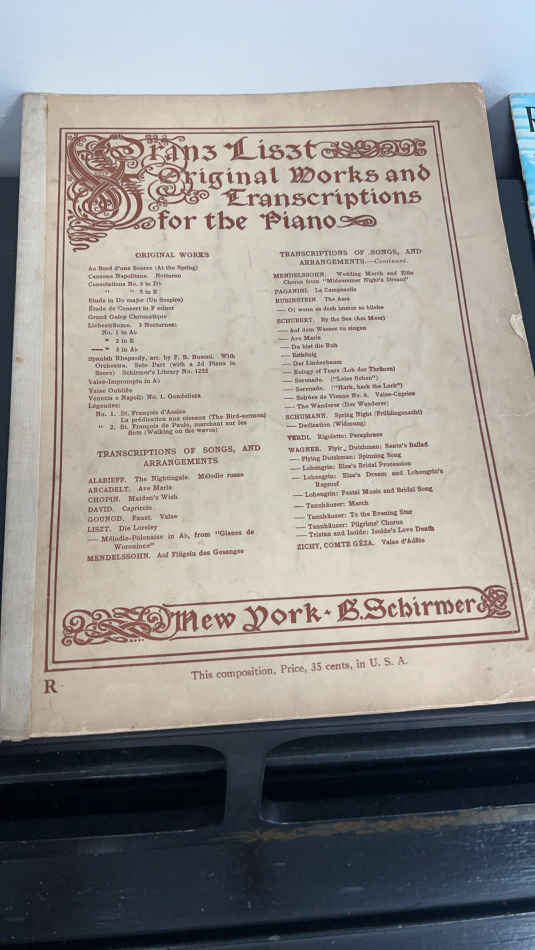 Franz Liszt
Original Works and
Transcriptions
for the Piano
ORIGINAL WORKS
Au Bord d'une Source (At the Spring)
Canzone Napolitana. Notturno
Consolations No. 3 in D♭
" " 5 in E
Etude in D♭ major (Un Sospiro)
Étude de Concert in F minor
Grand Galop Chromatique
Liebesträume. 3 Nocturnes:
No. 1 in A♭
" 2 in E
" 3 in A♭
Spanish Rhapsody, arr. by F. B. Busoni. With
Orchestra. Solo Part (with a 2d Piano in
Score) Schirmer's Library No. 1252
Valse-Impromptu in A♭
Valse Oubliée
Venezia e Napoli: No. 1. Gondoliera
Légendes:
No. 1. St. François d'Assise
La prédication aux oiseaux (The Bird-sermon)
" 2. St. François de Paule, marchant sur les
flots (Walking on the waves)
TRANSCRIPTIONS OF SONGS, AND
ARRANGEMENTS
ALABIEFF. The Nightingale. Mélodie russe
ARCADELT. Ave Maria
CHOPIN. Maiden's Wish
DAVID. Capriccio
GOUNOD. Faust. Valse
LISZT. Die Lorley
— Mélodie-Polonaise in A♭, from "Glanes de
Woronince"
MENDELSSOHN. Auf Flügeln des Gesanges
TRANSCRIPTIONS OF SONGS, AND
ARRANGEMENTS.—Continued.
MENDELSSOHN. Wedding March and Elfin
Chorus from "Midsummer Night's Dream"
PAGANINI. La Campanella
RUBINSTEIN. The Asra
— O! wenn es doch immer so bliebe
SCHUBERT. By the Sea (Am Meer)
— Auf dem Wasser zu singen
— Ave Maria
— Du bist die Ruh
— Erlkönig
— Der Lindenbaum
— Eulogy of Tears (Lob der Thränen)
— Serenade. ("Leise flehen")
— Serenade. ("Hark, hark the Lark")
— Soirées de Vienne No. 6. Valse-Caprice
— The Wanderer (Der Wanderer)
SCHUMANN. Spring Night (Frühlingsnacht)
— Dedication (Widmung)
VERDI. Rigoletto: Paraphrase
WAGNER. Flying Dutchman: Senta's Ballad
— Flying Dutchman: Spinning Song
— Lohengrin: Elsa's Bridal Procession
— Lohengrin: Elsa's Dream and Lohengrin's
Reproof
— Lohengrin: Festal Music and Bridal Song
— Tannhäuser: March
— Tannhäuser: To the Evening Star
— Tannhäuser: Pilgrims' Chorus
— Tristan and Isolde: Isolde's Love Death
ZICHY, COMTE GÉZA. Valse d'Adèle
New York · G. Schirmer
This composition, Price, 35 cents, in U. S. A.
R